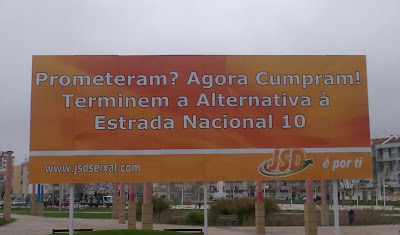 Prometeram? Agora Cumpram!
Terminem a Alternativa à
Estrada Nacional 10
www.jsdseixal.com
JSD
é por ti